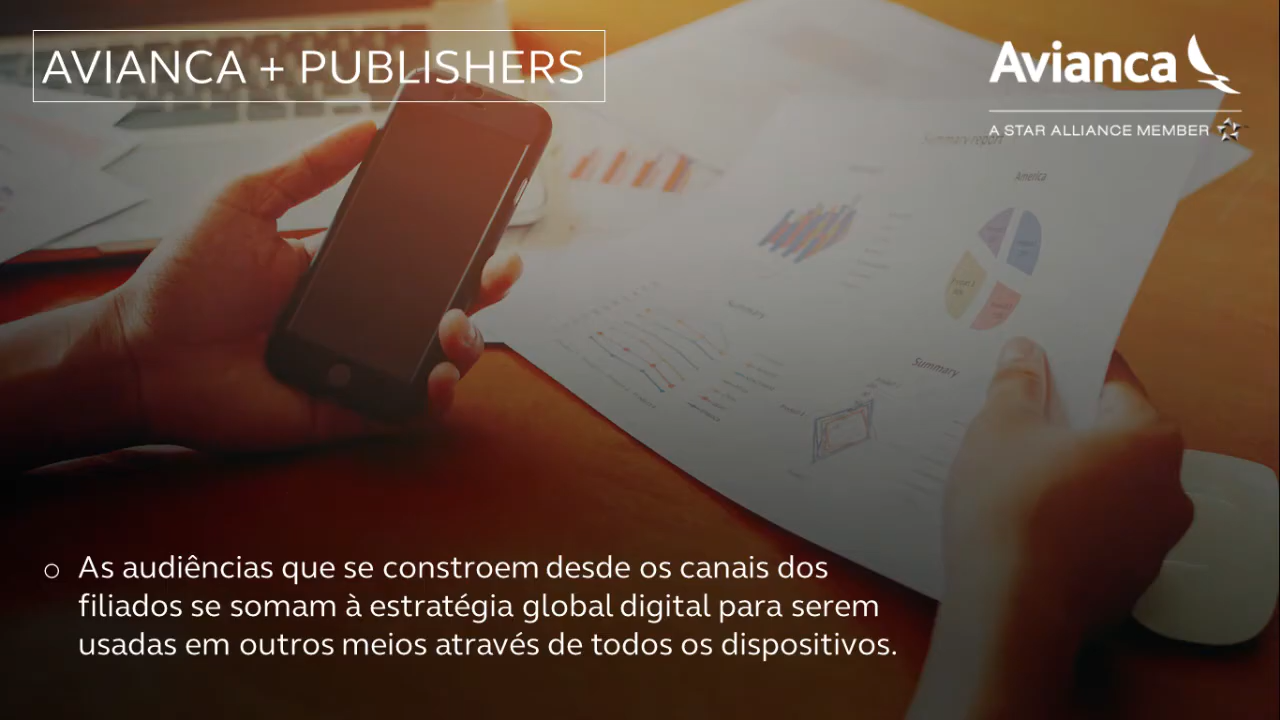 AVIANCA + PUBLISHERS
Avianca
A STAR ALLIANCE MEMBER
Summary report
America
Summary
Summary
As audiências que se constroem desde os canais dos
filiados se somam à estratégia global digital para serem
usadas em outros meios através de todos os dispositivos.